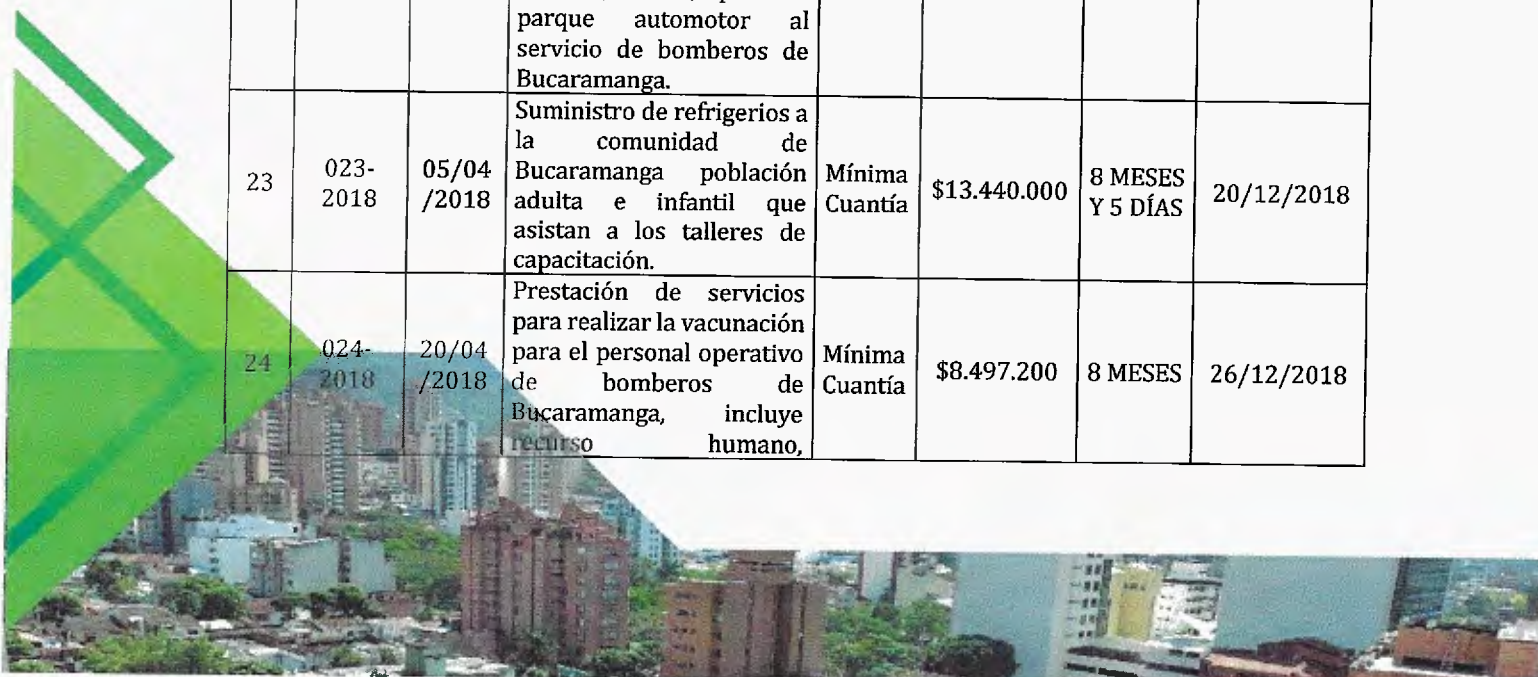 parque automotor al
servicio de bomberos de
Bucaramanga.
23
023-
2018
05/04
/2018
Suministro de refrigerios a
la comunidad de
Bucaramanga población
adulta e infantil que
asistan a los talleres de
capacitación.
Mínima
Cuantía
$13.440.000
8 MESES
Y 5 DÍAS
20/12/2018
24
024-
2018
20/04
/2018
Prestación de servicios
para realizar la vacunación
para el personal operativo
de bomberos de
Bucaramanga, incluye
recurso humano,
Mínima
Cuantía
$8.497.200
8 MESES
26/12/2018